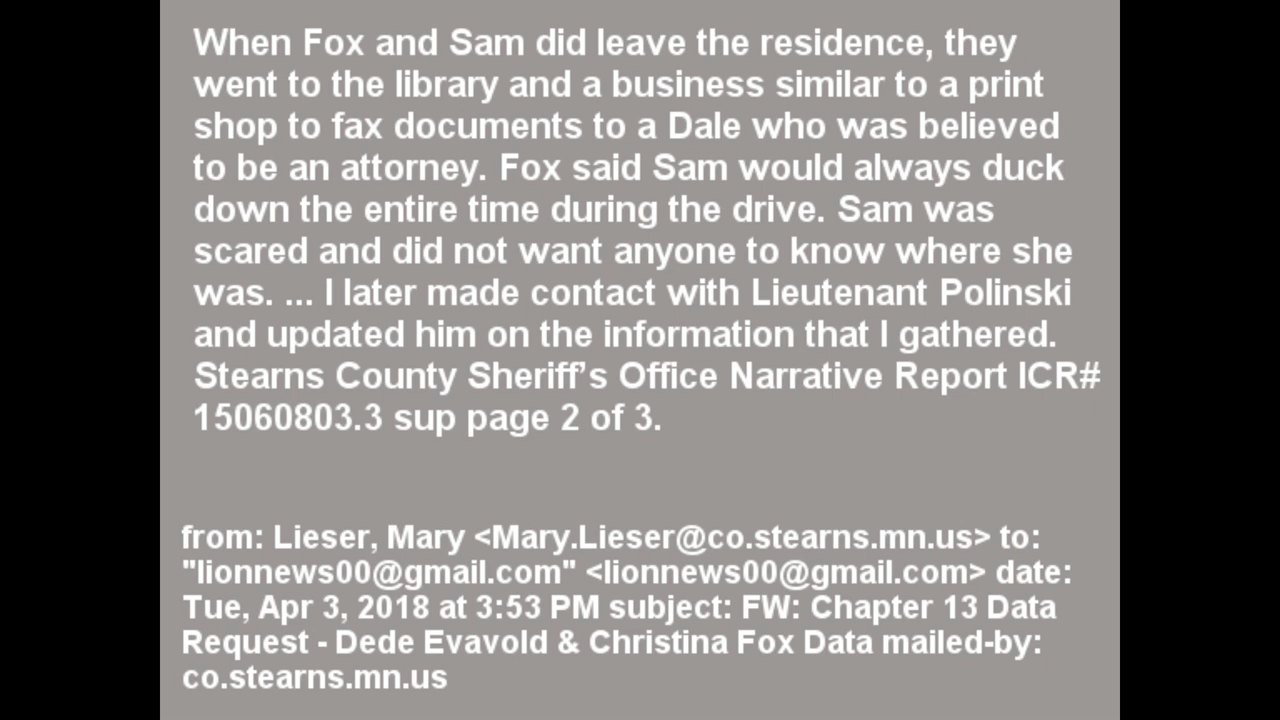 When Fox and Sam did leave the residence, they
went to the library and a business similar to a print
shop to fax documents to a Dale who was believed
to be an attorney. Fox said Sam would always duck
down the entire time during the drive. Sam was
scared and did not want anyone to know where she
was. ... I later made contact with Lieutenant Polinski
and updated him on the information that I gathered.
Stearns County Sheriff’s Office Narrative Report ICR#
15060803.3 sup page 2 of 3.
from: Lieser, Mary <Mary.Lieser@co.stearns.mn.us> to:
"lionnews00@gmail.com" <lionnews00@gmail.com> date:
Tue, Apr 3, 2018 at 3:53 PM subject: FW: Chapter 13 Data
Request - Dede Evavold & Christina Fox Data mailed-by:
co.stearns.mn.us